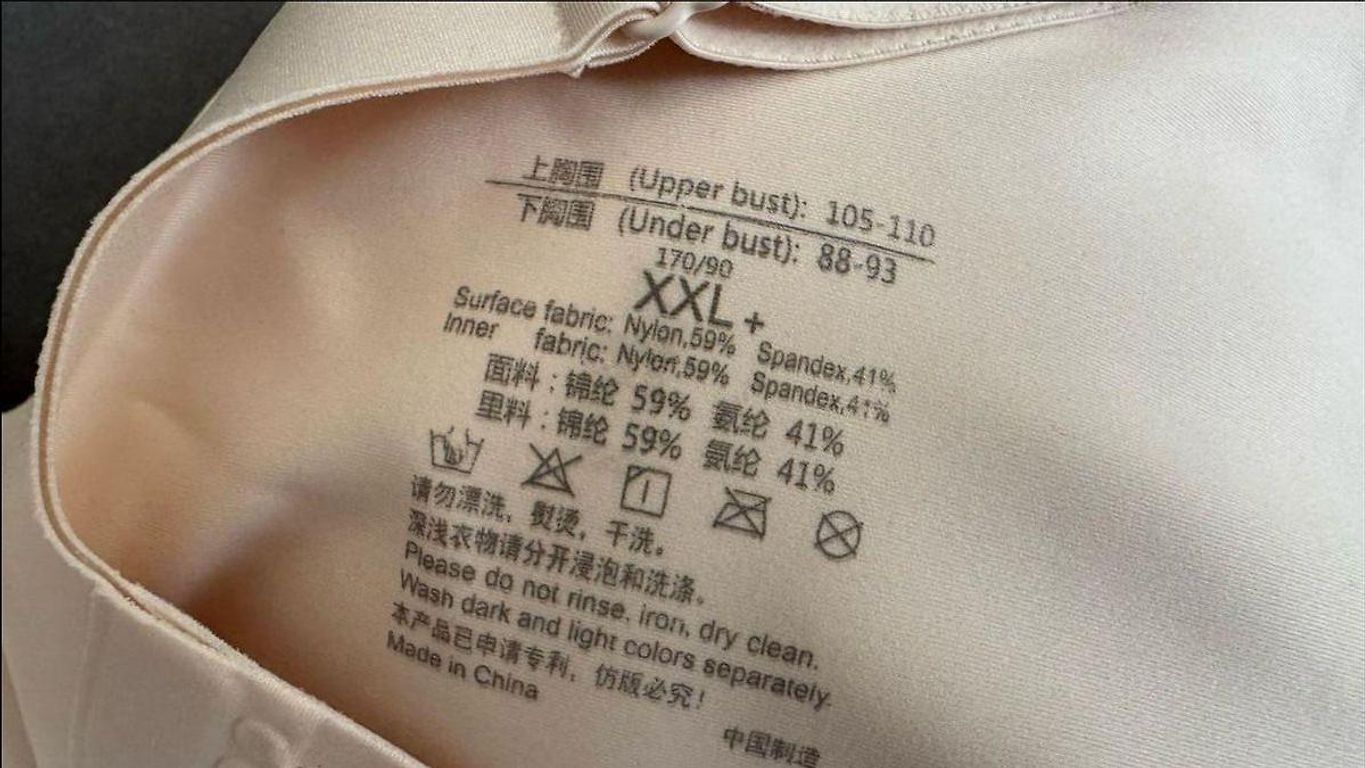 上胸围 (Upper bust): 105-110
下胸围 (Under bust): 88-93
170/90
XXL+
Surface fabric: Nylon,59% Spandex,41%
Inner fabric: Nylon,59% Spandex,41%
面料：锦纶 59% 氨纶 41%
里料：锦纶 59% 氨纶 41%
请勿漂洗，熨烫，干洗。
深浅衣物请分开浸泡和洗涤。
Please do not rinse, iron, dry clean.
Wash dark and light colors separately.
本产品已申请专利，仿版必究！
Made in China
中国制造